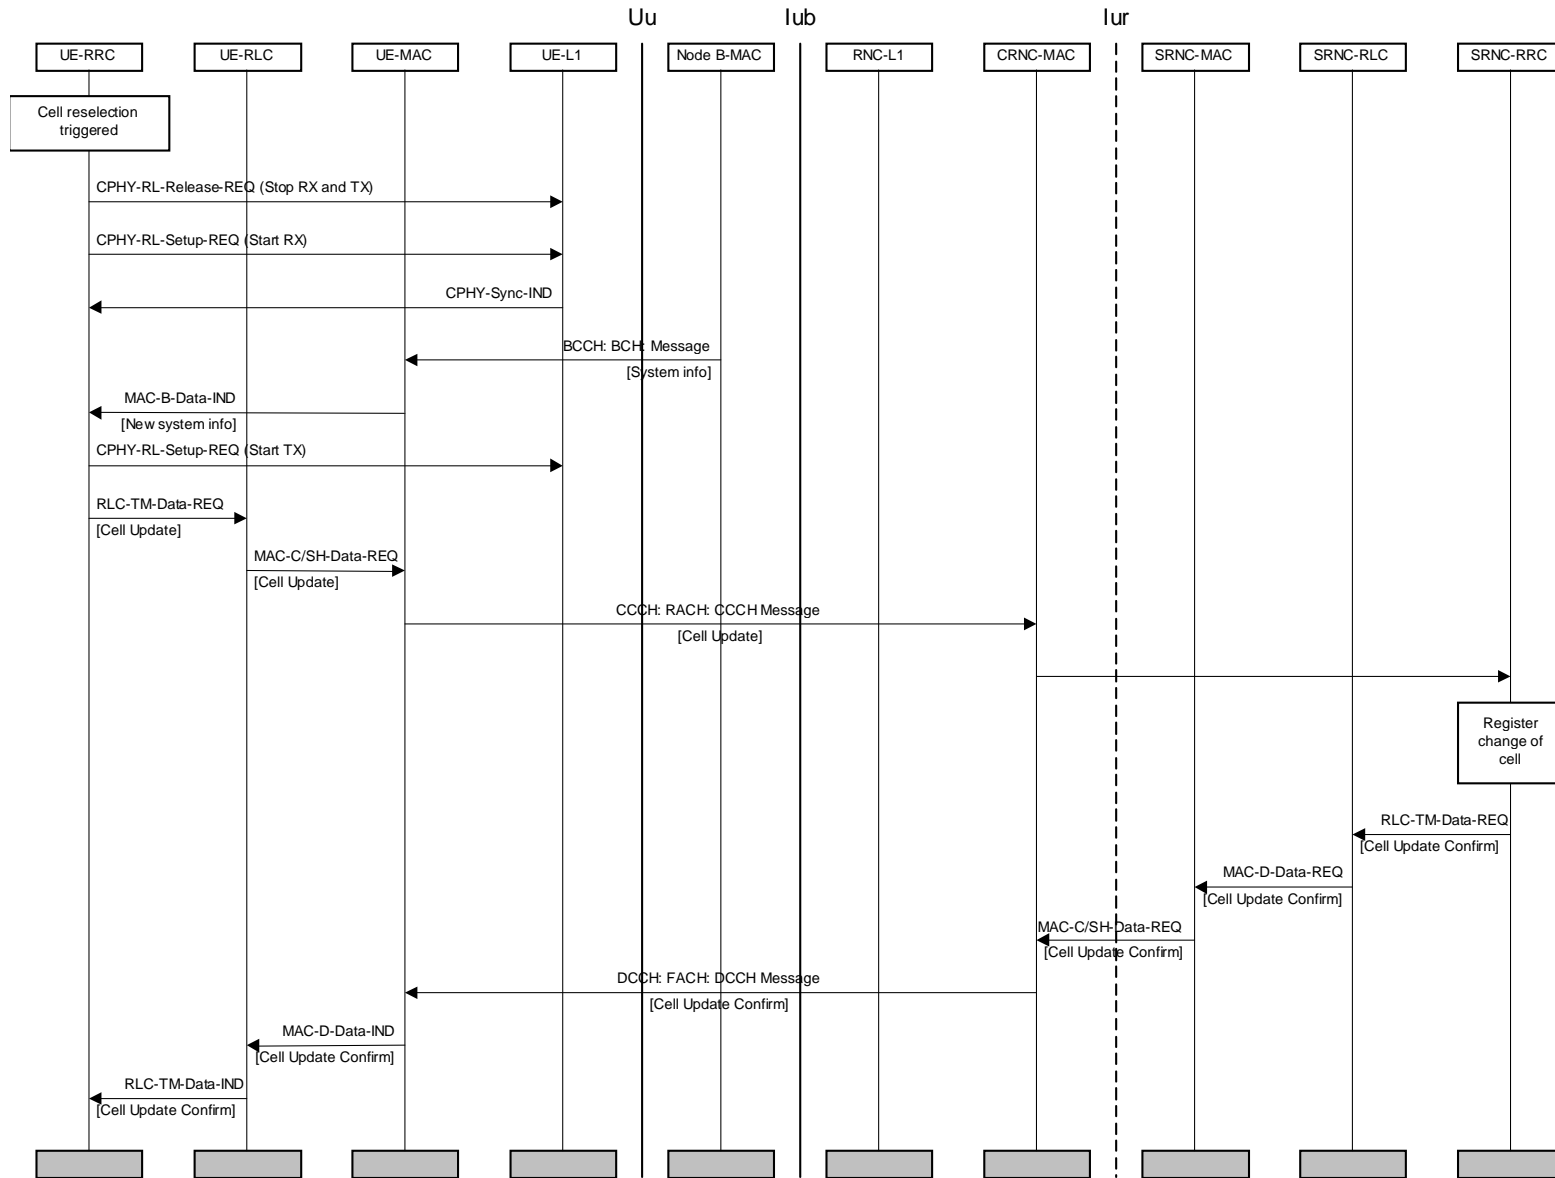 Uu
Iub
Iur
UE-RRC
UE-RLC
UE-MAC
UE-L1
Node B-MAC
RNC-L1
CRNC-MAC
SRNC-MAC
SRNC-RLC
SRNC-RRC
Cell reselection
triggered
CPHY-RL-Release-REQ (Stop RX and TX)
CPHY-RL-Setup-REQ (Start RX)
CPHY-Sync-IND
BCCH: BCH: Message
[System info]
MAC-B-Data-IND
[New system info]
CPHY-RL-Setup-REQ (Start TX)
RLC-TM-Data-REQ
[Cell Update]
MAC-C/SH-Data-REQ
[Cell Update]
CCCH: RACH: CCCH Message
[Cell Update]
Register
change of
cell
RLC-TM-Data-REQ
[Cell Update Confirm]
MAC-D-Data-REQ
[Cell Update Confirm]
MAC-C/SH-Data-REQ
[Cell Update Confirm]
DCCH: FACH: DCCH Message
[Cell Update Confirm]
MAC-D-Data-IND
[Cell Update Confirm]
RLC-TM-Data-IND
[Cell Update Confirm]